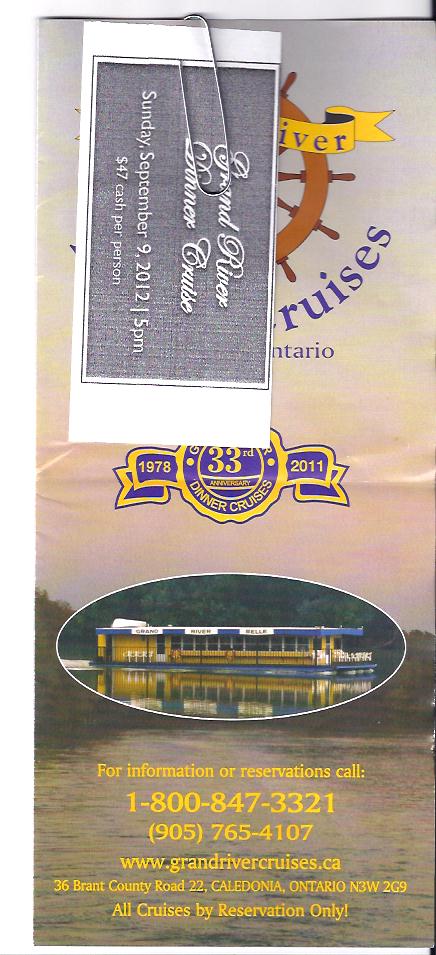 Grand River
Dinner Cruise
Sunday, September 9, 2012 | 5pm
$47 cash per person
iver
ruises
ntario
33rd
ANNIVERSARY
1978
2011
DINNER CRUISES
GRAND RIVER BELLE
For information or reservations call:
1-800-847-3321
(905) 765-4107
www.grandrivercruises.ca
36 Brant County Road 22, CALEDONIA, ONTARIO N3W 2G9
All Cruises by Reservation Only!